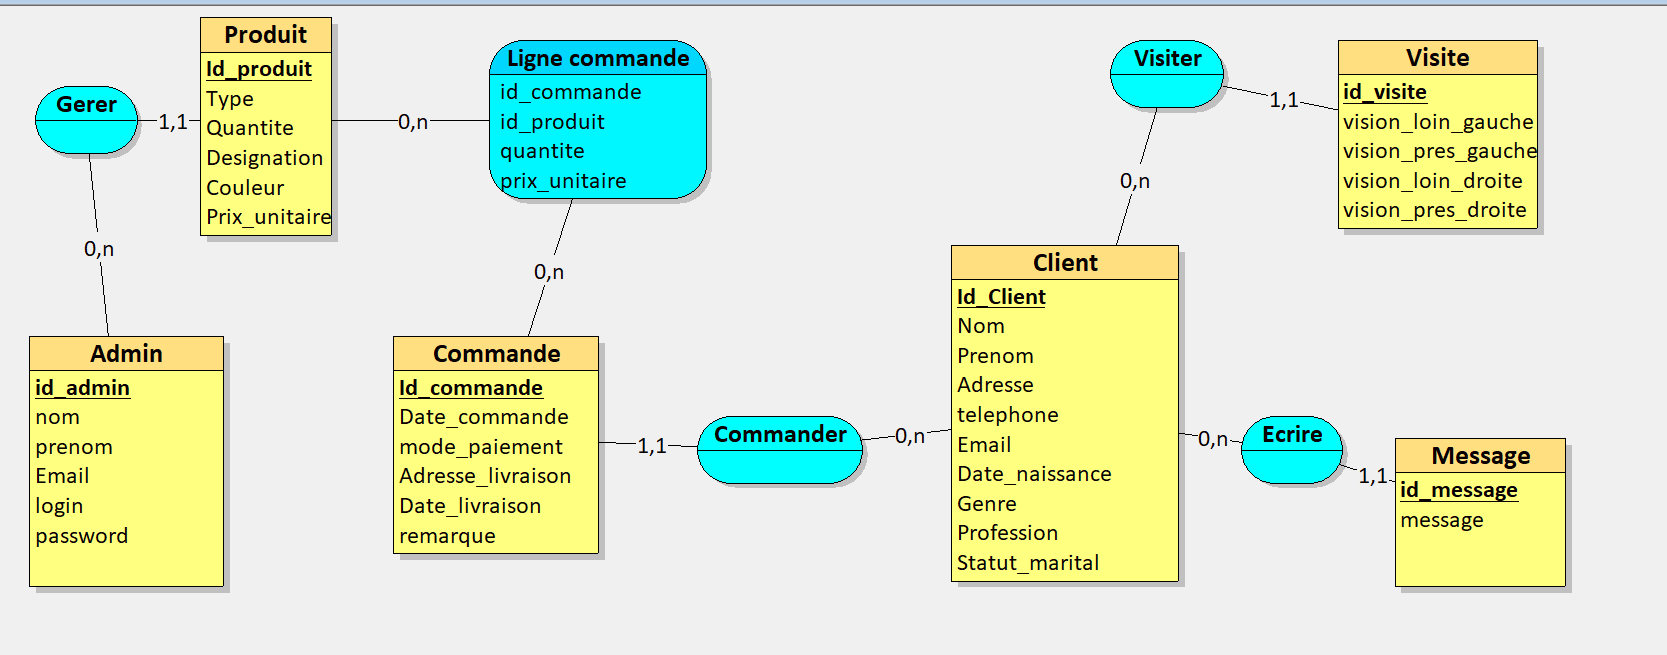 Produit
Id_produit
Type
Quantite
Designation
Couleur
Prix_unitaire
Gerer
1,1
0,n
Ligne commande
id_commande
id_produit
quantite
prix_unitaire
0,n
0,n
Visiter
1,1
0,n
Visite
id_visite
vision_loin_gauche
vision_pres_gauche
vision_loin_droite
vision_pres_droite
Admin
id_admin
nom
prenom
Email
login
password
Commande
Id_commande
Date_commande
mode_paiement
Adresse_livraison
Date_livraison
remarque
1,1
Commander
0,n
Client
Id_Client
Nom
Prenom
Adresse
telephone
Email
Date_naissance
Genre
Profession
Statut_marital
0,n
Ecrire
1,1
Message
id_message
message